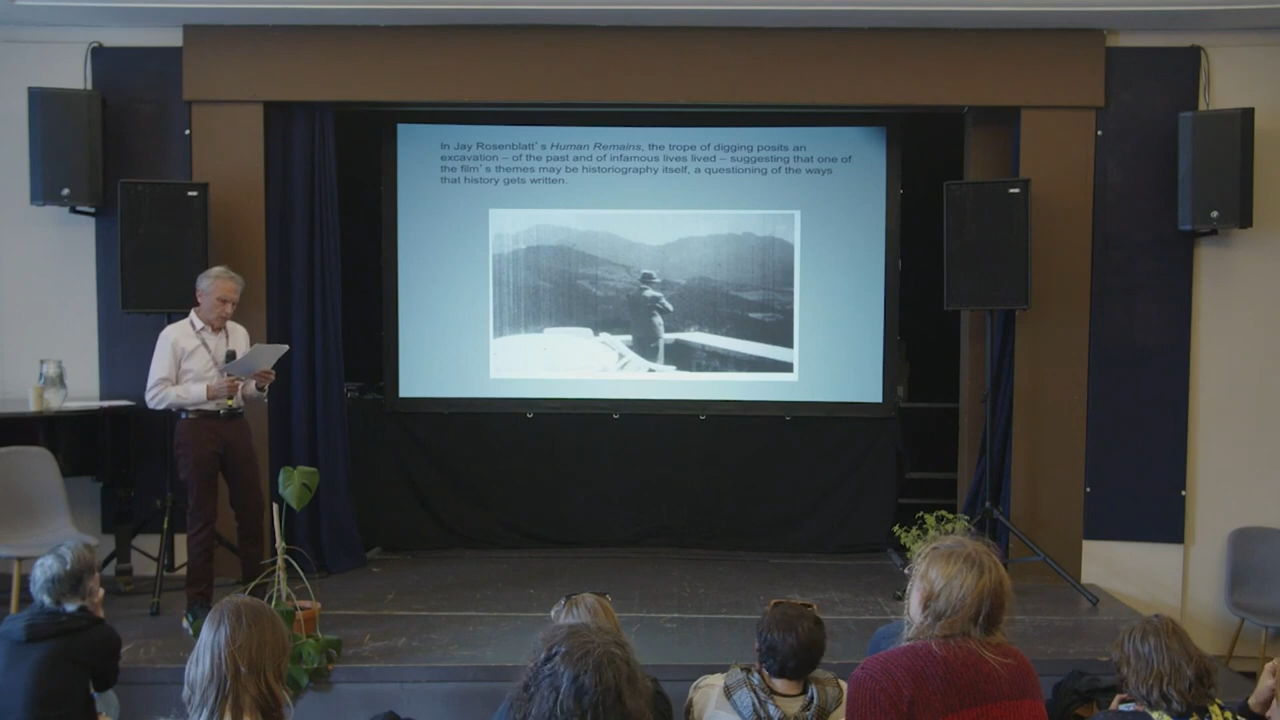 In Jay Rosenblatt's Human Remains, the trope of digging posits an
excavation – of the past and of infamous lives lived – suggesting that one of
the film's themes may be historiography itself, a questioning of the ways
that history gets written.